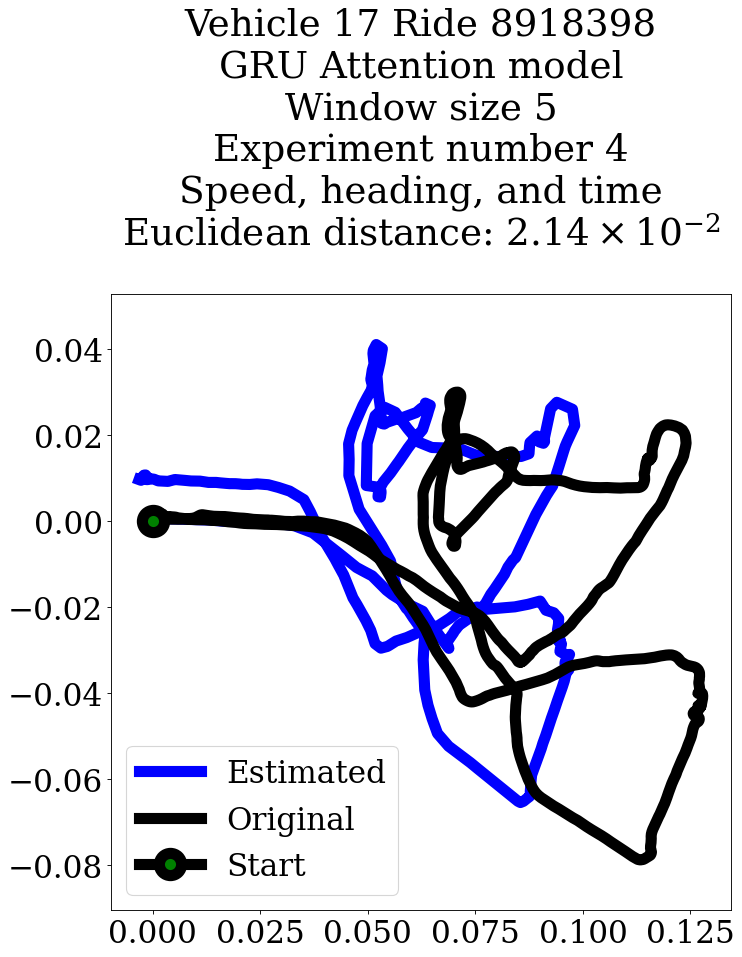 Vehicle 17 Ride 8918398
GRU Attention model
Window size 5
Experiment number 4
Speed, heading, and time
Euclidean distance: 2.14 × 10⁻²
0.04
0.02
0.00
−0.02
−0.04
−0.06
−0.08
Estimated
Original
Start
0.000 0.025 0.050 0.075 0.100 0.125